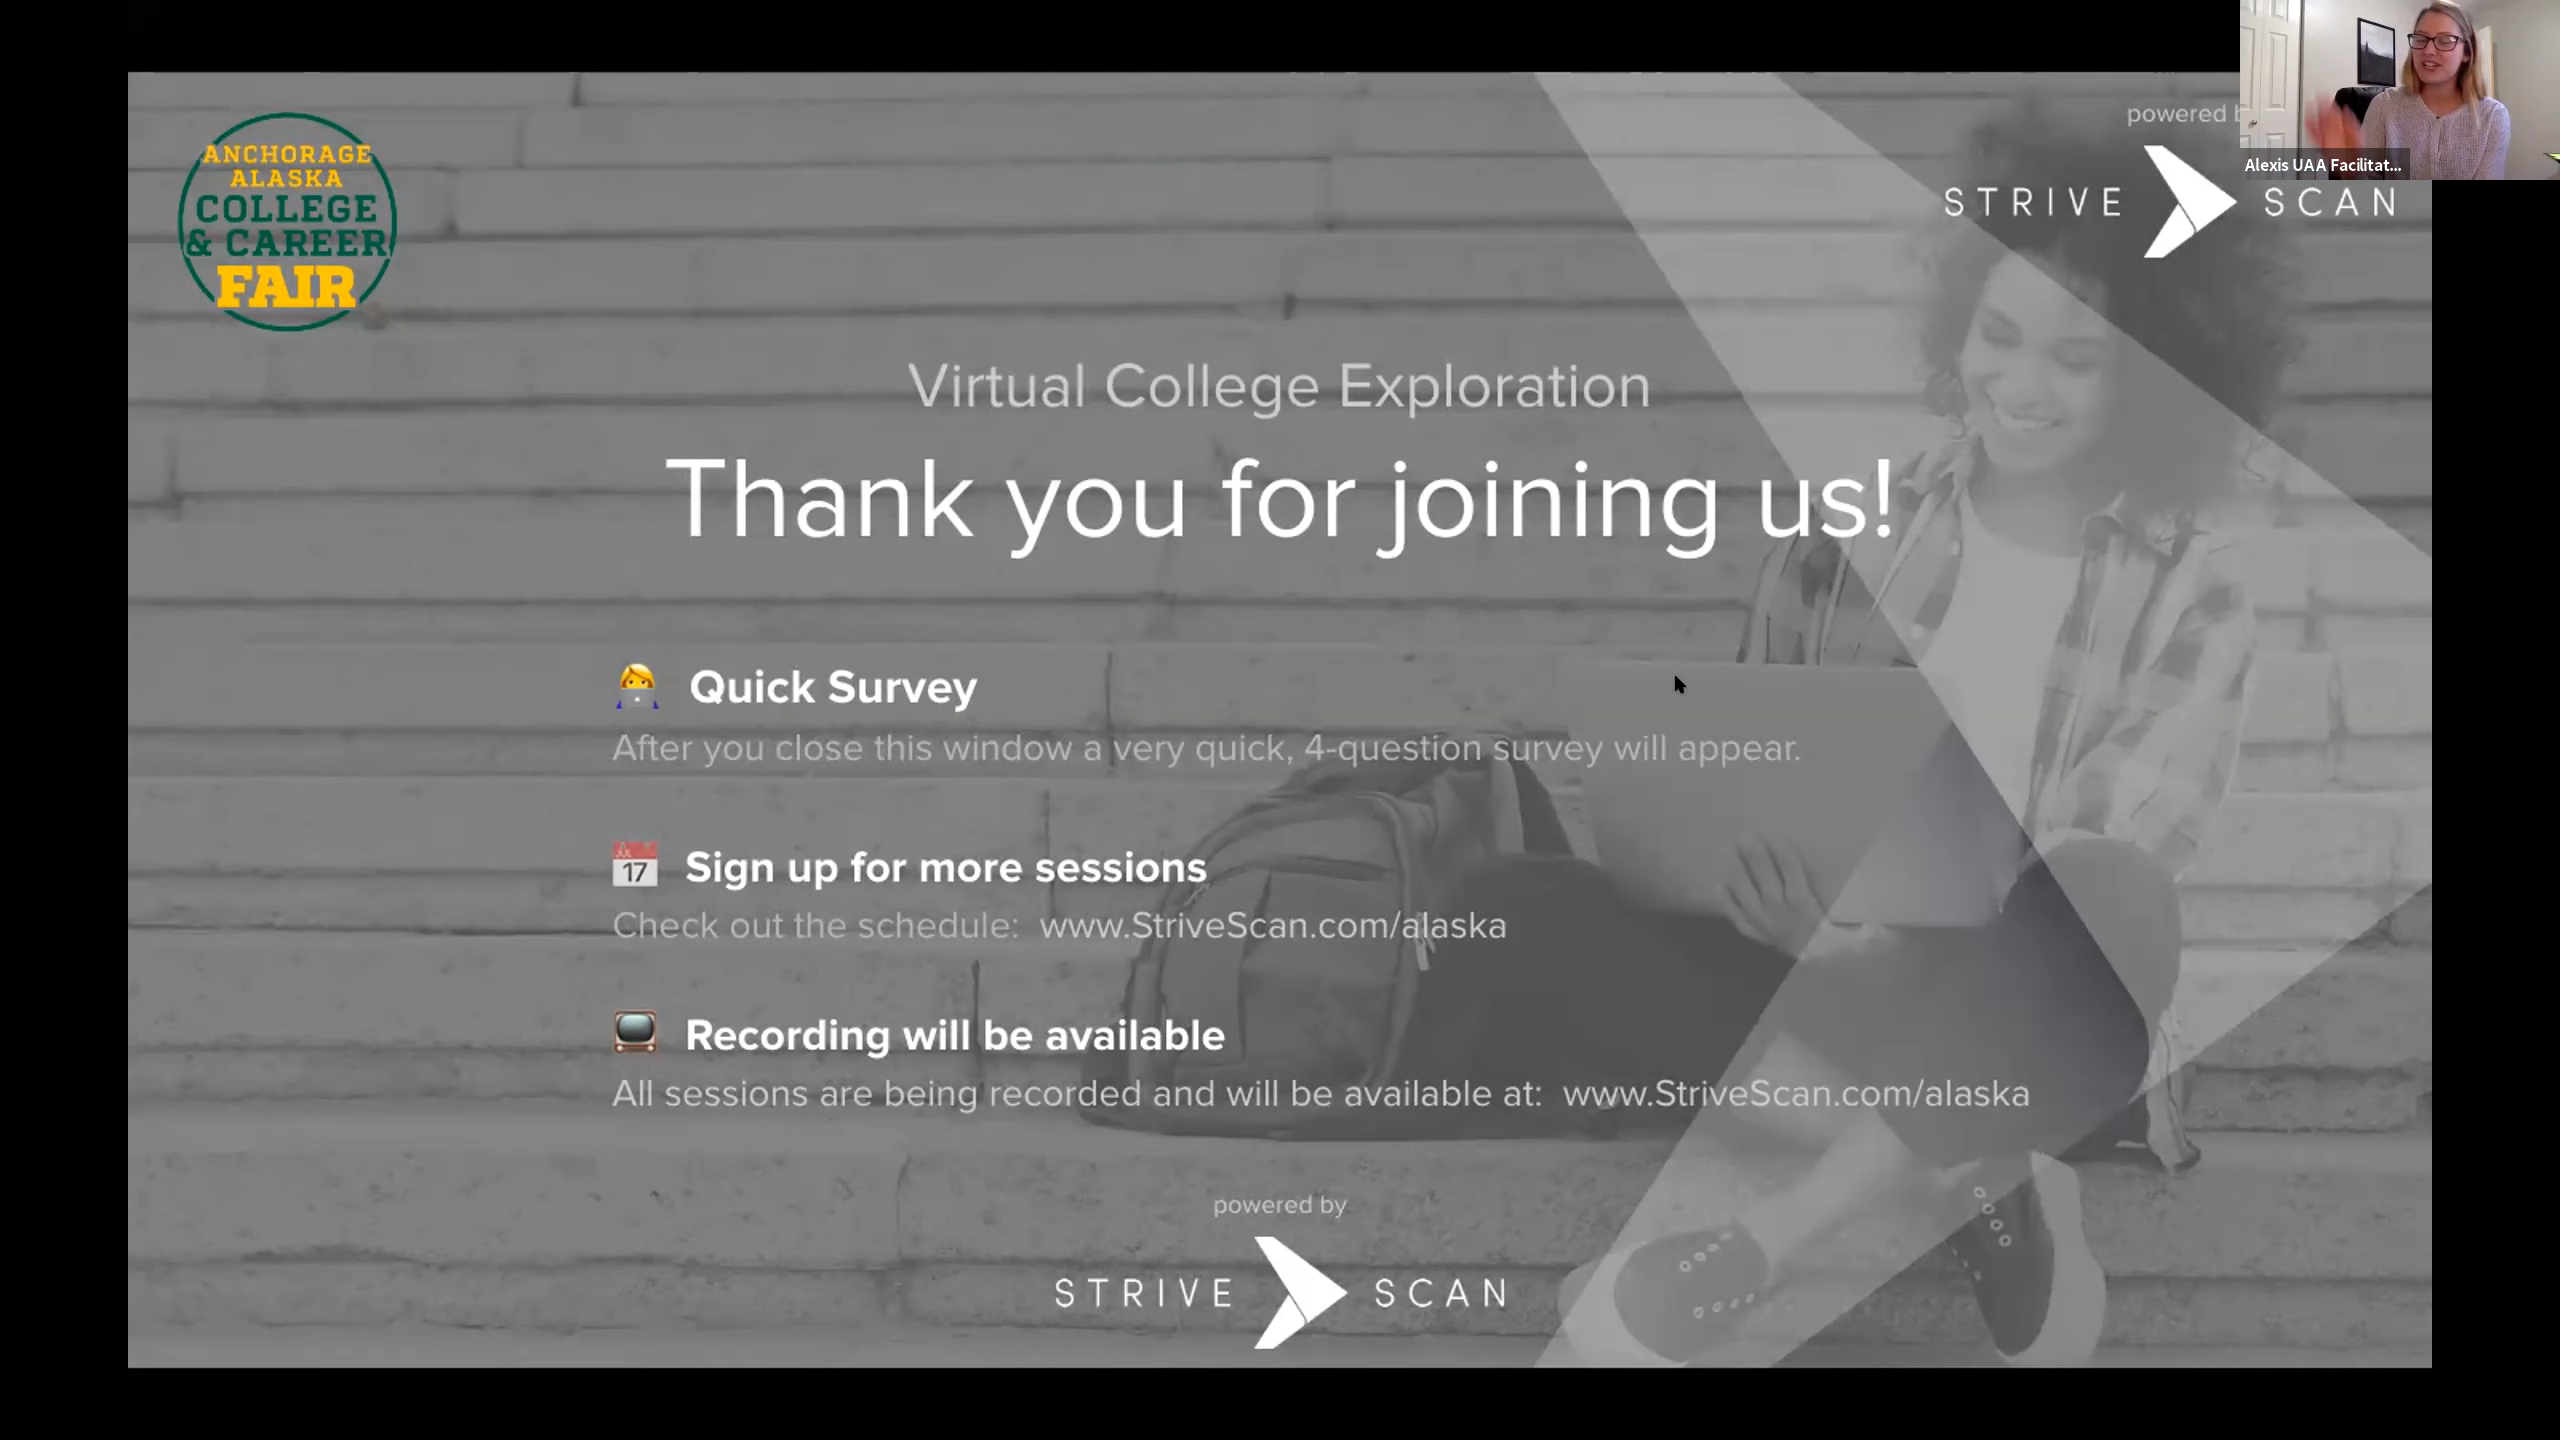 ANCHORAGE
ALASKA
COLLEGE
& CAREER
FAIR
powered
STRIVE SCAN
Alexis UAA Facilitat...
Virtual College Exploration
Thank you for joining us!
Quick Survey
After you close this window a very quick, 4-question survey will appear.
17
Sign up for more sessions
Check out the schedule: www.StriveScan.com/alaska
Recording will be available
All sessions are being recorded and will be available at: www.StriveScan.com/alaska
powered by
STRIVE SCAN